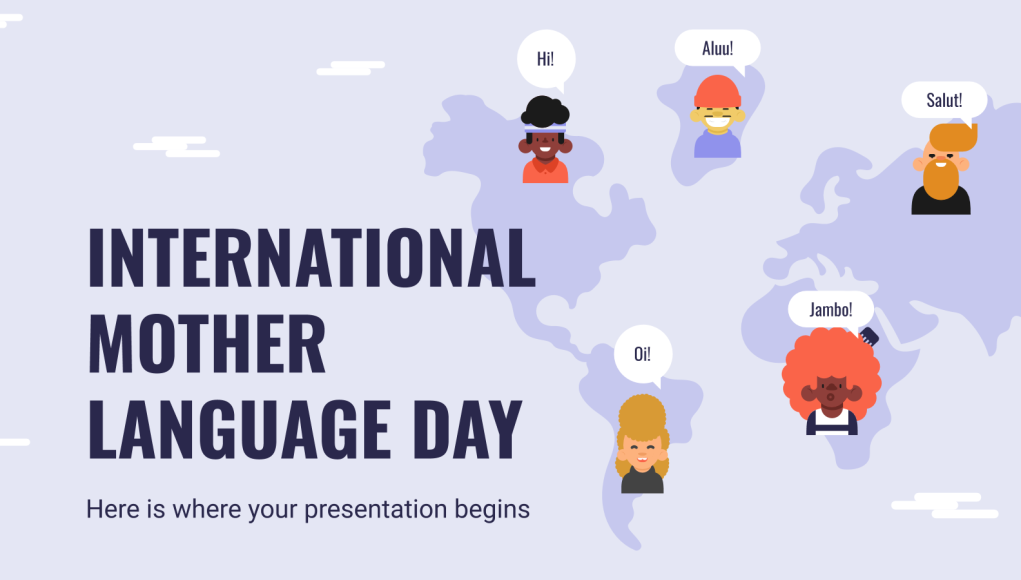 Hi!
Aluu!
Salut!
INTERNATIONAL
MOTHER
LANGUAGE DAY
Jambo!
Oi!
Here is where your presentation begins